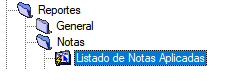 Reportes
General
Notas
Listado de Notas Aplicadas